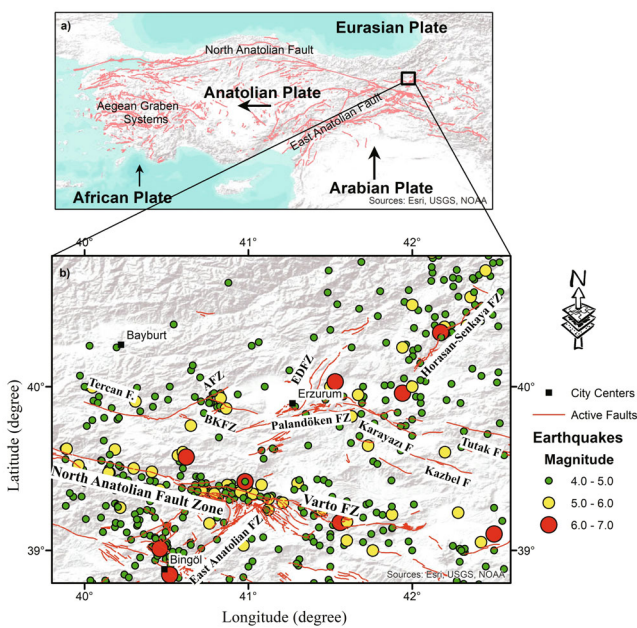 a)
Eurasian Plate
North Anatolian Fault
Anatolian Plate
Aegean Graben
Systems
East Anatolian Fault
African Plate
Arabian Plate
Sources: Esri, USGS, NOAA
40°
41°
42°
b)
N
Bayburt
Horasan-Senkaya FZ
40°
40°
Tercan F.
AFZ
EDFZ
Erzurum
City Centers
BKFZ
Palandöken FZ
Active Faults
Karayazı F
Tutak F
Earthquakes
Kazbel F
Magnitude
North Anatolian Fault Zone
Varto FZ
4.0 - 5.0
5.0 - 6.0
6.0 - 7.0
East Anatolian FZ
39°
39°
Bingöl
Sources: Esri, USGS, NOAA
40°
41°
42°
Latitude (degree)
Longitude (degree)